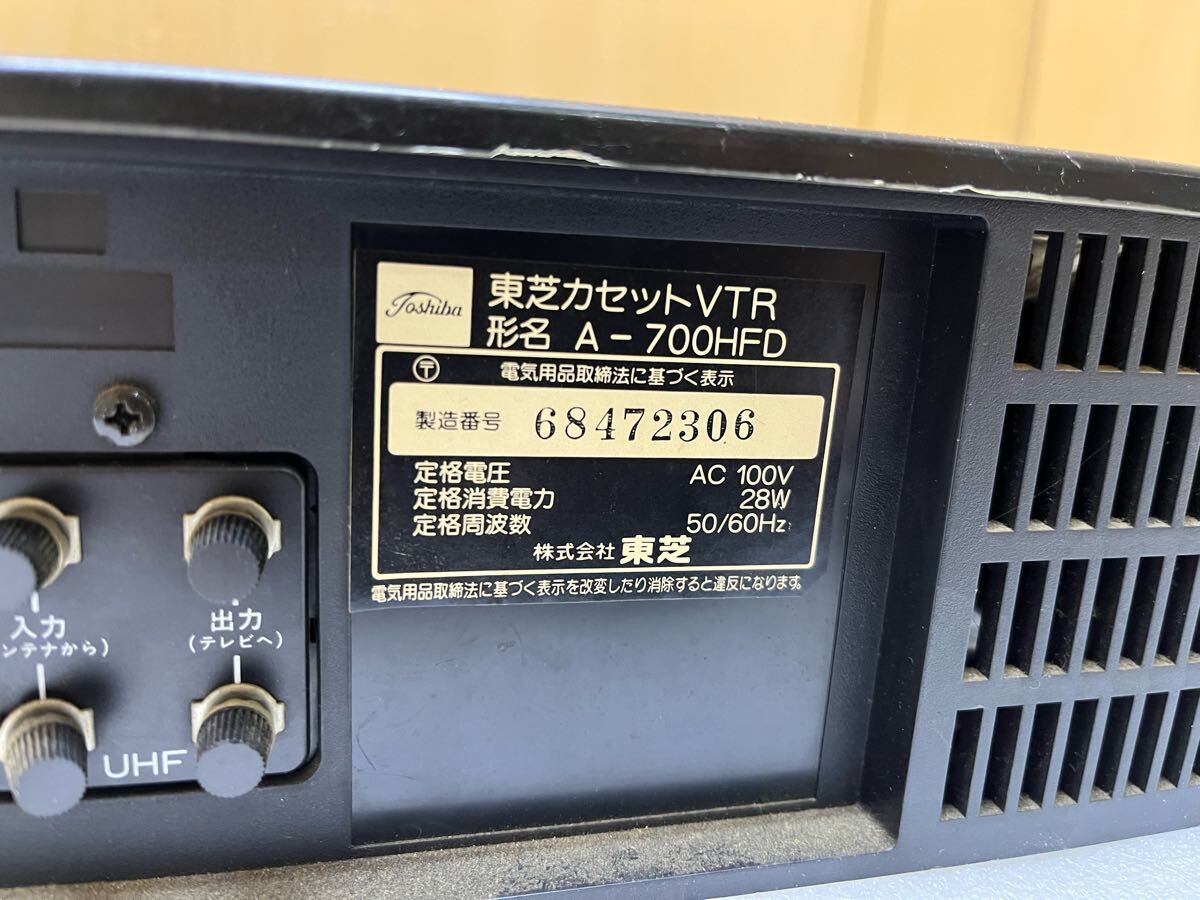 Toshiba
東芝カセットVTR
形名 A-700HFD
〒 電気用品取締法に基づく表示
製造番号 68472306
定格電圧 AC 100V
定格消費電力 28W
定格周波数 50/60Hz
株式会社 東芝
電気用品取締法に基づく表示を改変したり消除すると違反になります。
入力
ンテナから)
出力
(テレビへ)
UHF